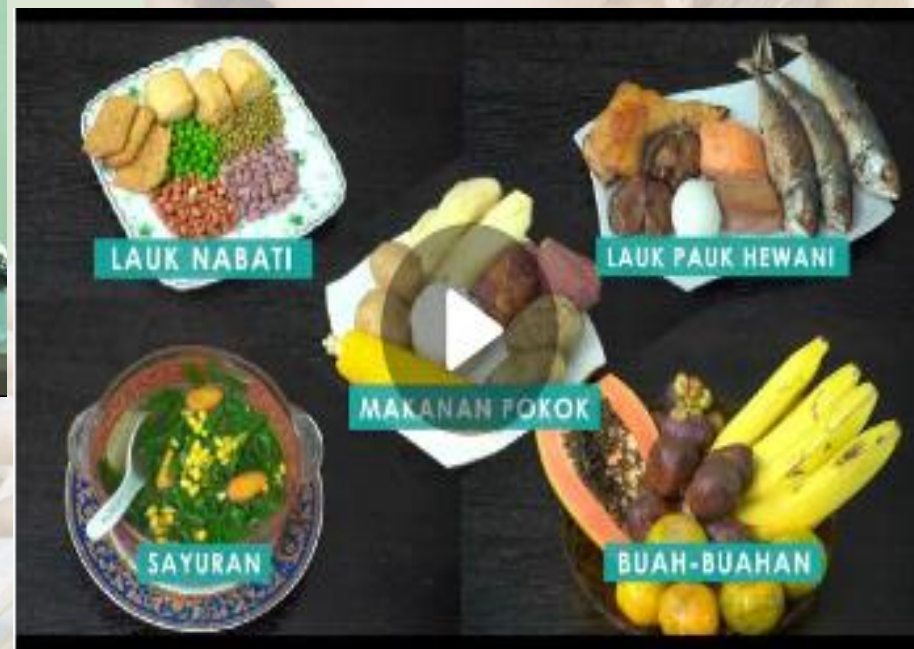 LAUK NABATI
LAUK PAUK HEWANI
MAKANAN POKOK
SAYURAN
BUAH-BUAHAN